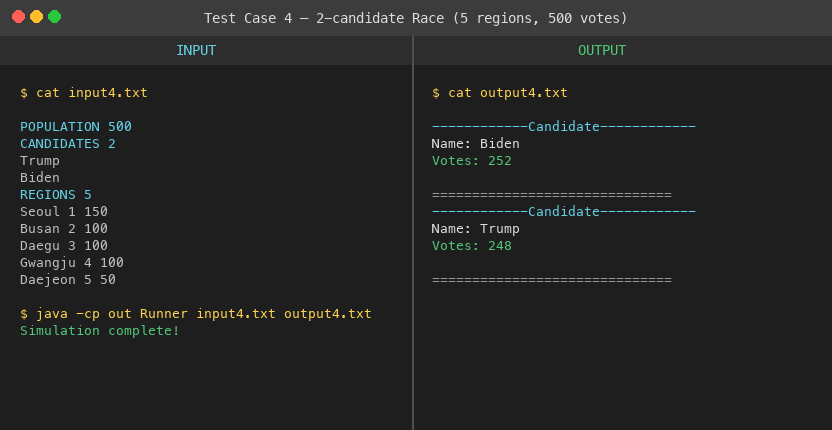 Test Case 4 — 2−candidate Race (5 regions, 500 votes)
INPUT
$ cat input4.txt
POPULATION 500
CANDIDATES 2
Trump
Biden
REGIONS 5
Seoul 1 150
Busan 2 100
Daegu 3 100
Gwangju 4 100
Daejeon 5 50
$ java −cp out Runner input4.txt output4.txt
Simulation complete!
OUTPUT
$ cat output4.txt
−−−−−−−−−−−−Candidate−−−−−−−−−−−−
Name: Biden
Votes: 252
==============================
−−−−−−−−−−−−Candidate−−−−−−−−−−−−
Name: Trump
Votes: 248
==============================